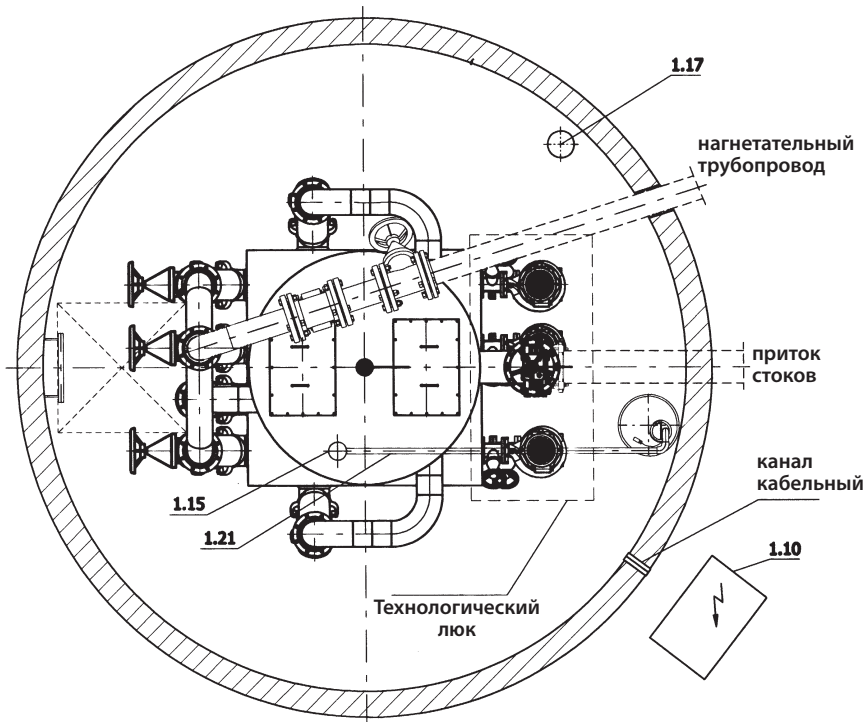 1.17
нагнетательный
трубопровод
приток
стоков
канал
кабельный
1.15
1.21
1.10
Технологический
люк